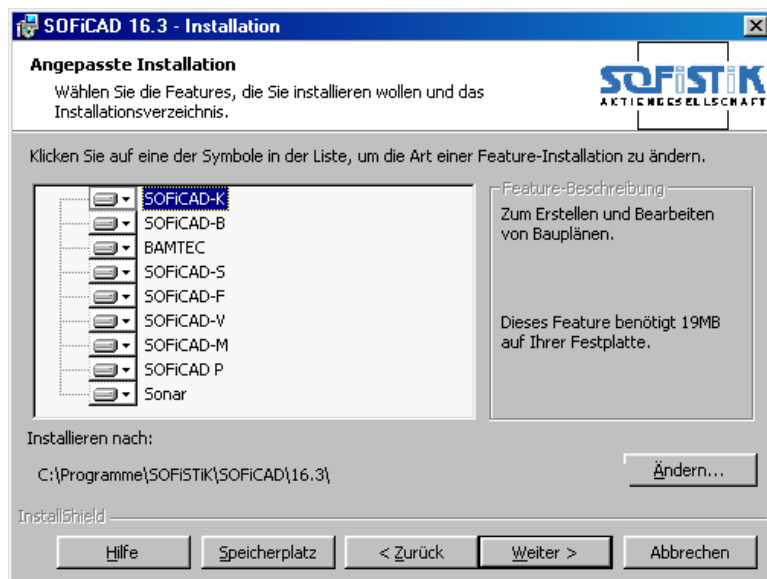 SOFiCAD 16.3 - Installation
Angepasste Installation
Wählen Sie die Features, die Sie installieren wollen und das
Installationsverzeichnis.
SOFiSTiK
AKTIENGESELLSCHAFT
Klicken Sie auf eine der Symbole in der Liste, um die Art einer Feature-Installation zu ändern.
SOFiCAD-K
SOFiCAD-B
BAMTEC
SOFiCAD-S
SOFiCAD-F
SOFiCAD-V
SOFiCAD-M
SOFiCAD P
Sonar
Feature-Beschreibung
Zum Erstellen und Bearbeiten
von Bauplänen.
Dieses Feature benötigt 19MB
auf Ihrer Festplatte.
Installieren nach:
C:\Programme\SOFiSTiK\SOFiCAD\16.3\
Ändern...
InstallShield
Hilfe
Speicherplatz
< Zurück
Weiter >
Abbrechen